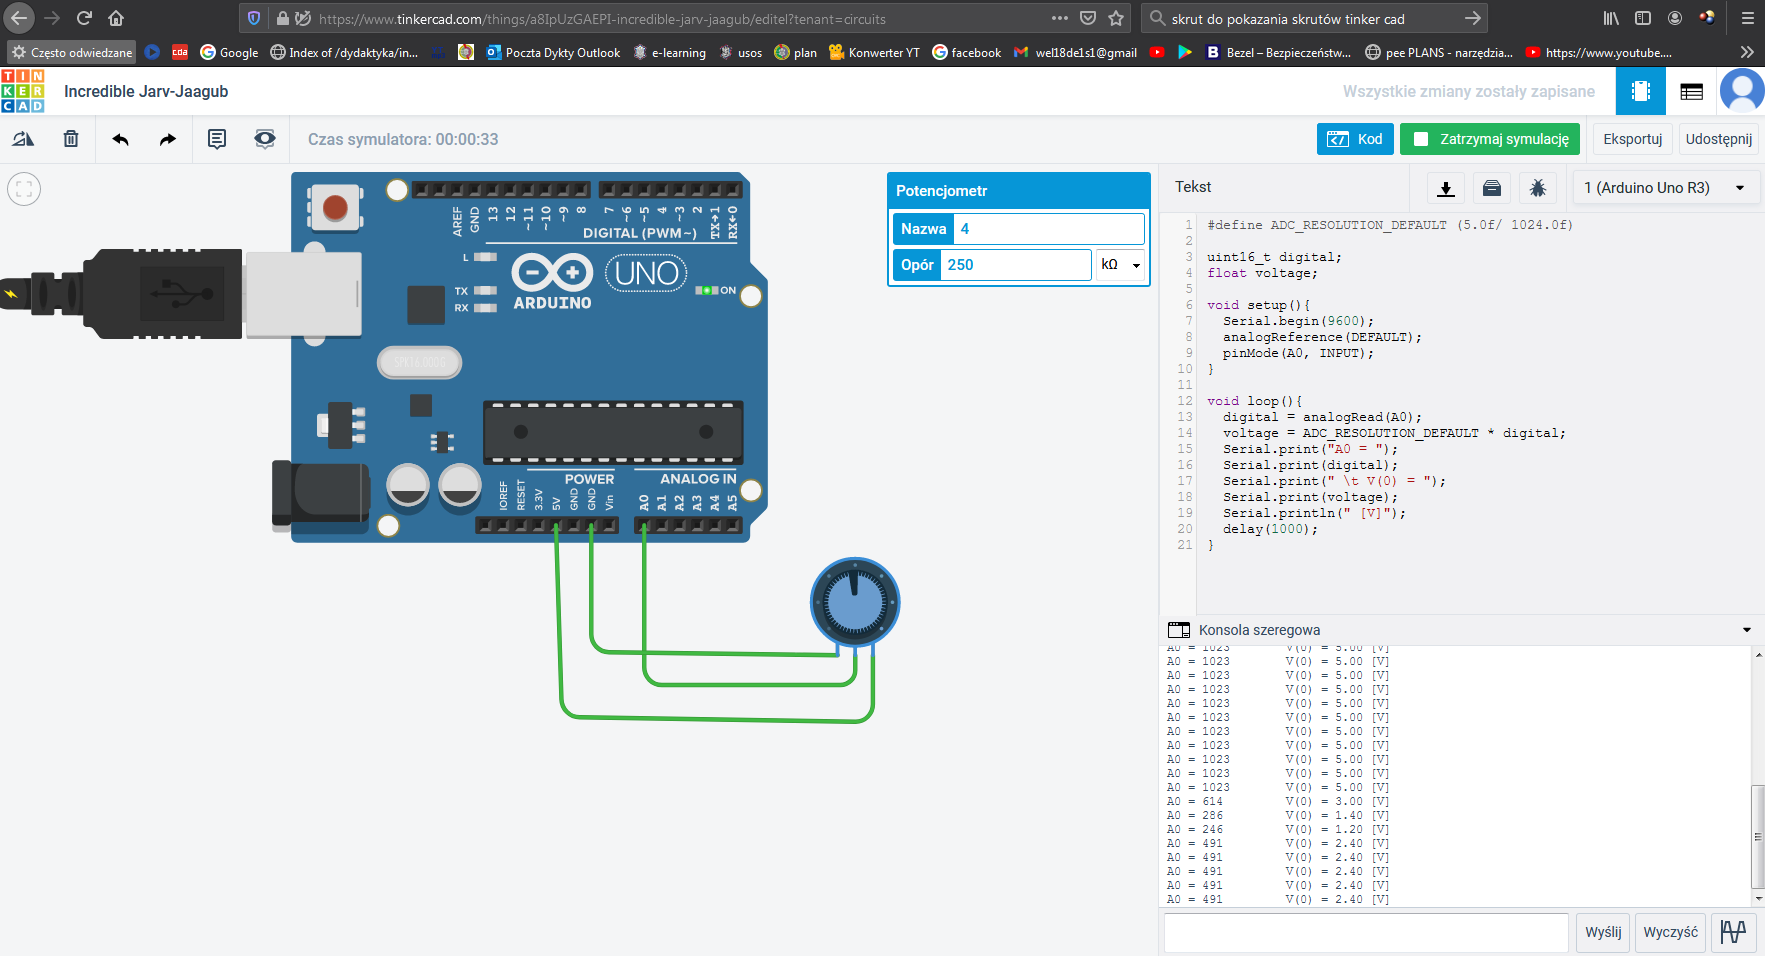 https://www.tinkercad.com/things/a8IpUzGAEPI-incredible-jarv-jaagub/editel?tenant=circuits
skrut do pokazania skrutów tinker cad
Często odwiedzane
cda
Google
Index of /dydaktyka/in...
Poczta Dykty Outlook
e-learning
usos
plan
Konwerter YT
facebook
wel18de1s1@gmail
Bezel – Bezpieczeństw...
pee PLANS - narzędzia...
https://www.youtube....
TIN
KER
CAD
Incredible Jarv-Jaagub
Wszystkie zmiany zostały zapisane
Czas symulatora: 00:00:33
Kod
Zatrzymaj symulację
Eksportuj
Udostępnij
AREF
GND
13
12
~11
~10
~9
8
7
~6
~5
4
~3
2
TX→1
RX←0
DIGITAL (PWM~)
L
TX
RX
ARDUINO
UNO
ON
POWER
ANALOG IN
IOREF
RESET
3.3V
5V
GND
GND
Vin
A0
A1
A2
A3
A4
A5
Potencjometr
Nazwa 4
Opór 250 kΩ
Tekst
1 (Arduino Uno R3)
1 #define ADC_RESOLUTION_DEFAULT (5.0f/ 1024.0f)
2
3 uint16_t digital;
4 float voltage;
5
6 void setup(){
7 Serial.begin(9600);
8 analogReference(DEFAULT);
9 pinMode(A0, INPUT);
10 }
11
12 void loop(){
13 digital = analogRead(A0);
14 voltage = ADC_RESOLUTION_DEFAULT * digital;
15 Serial.print("A0 = ");
16 Serial.print(digital);
17 Serial.print(" \t V(0) = ");
18 Serial.print(voltage);
19 Serial.println(" [V]");
20 delay(1000);
21 }
Konsola szeregowa
A0 = 1023 V(0) = 5.00 [V]
A0 = 1023 V(0) = 5.00 [V]
A0 = 1023 V(0) = 5.00 [V]
A0 = 1023 V(0) = 5.00 [V]
A0 = 1023 V(0) = 5.00 [V]
A0 = 1023 V(0) = 5.00 [V]
A0 = 1023 V(0) = 5.00 [V]
A0 = 1023 V(0) = 5.00 [V]
A0 = 1023 V(0) = 5.00 [V]
A0 = 1023 V(0) = 5.00 [V]
A0 = 1023 V(0) = 5.00 [V]
A0 = 614 V(0) = 3.00 [V]
A0 = 286 V(0) = 1.40 [V]
A0 = 246 V(0) = 1.20 [V]
A0 = 491 V(0) = 2.40 [V]
A0 = 491 V(0) = 2.40 [V]
A0 = 491 V(0) = 2.40 [V]
A0 = 491 V(0) = 2.40 [V]
A0 = 491 V(0) = 2.40 [V]
Wyślij
Wyczyść